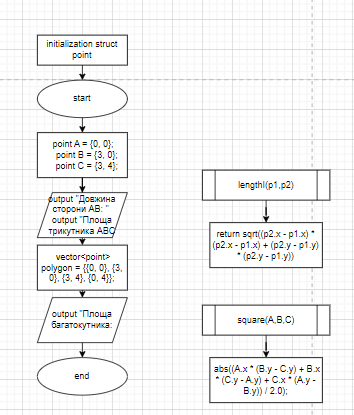 initialization struct
point
start
point A = {0, 0};
point B = {3, 0};
point C = {3, 4};
output "Довжина
сторони AB: "
output "Площа
трикутника ABC
vector<point>
polygon = {{0, 0}, {3,
0}, {3, 4}, {0, 4}};
output "Площа
багатокутника:
end
lengthl(p1,p2)
return sqrt((p2.x - p1.x) *
(p2.x - p1.x) + (p2.y - p1.y)
* (p2.y - p1.y))
square(A,B,C)
abs((A.x * (B.y - C.y) + B.x
* (C.y - A.y) + C.x * (A.y -
B.y)) / 2.0);